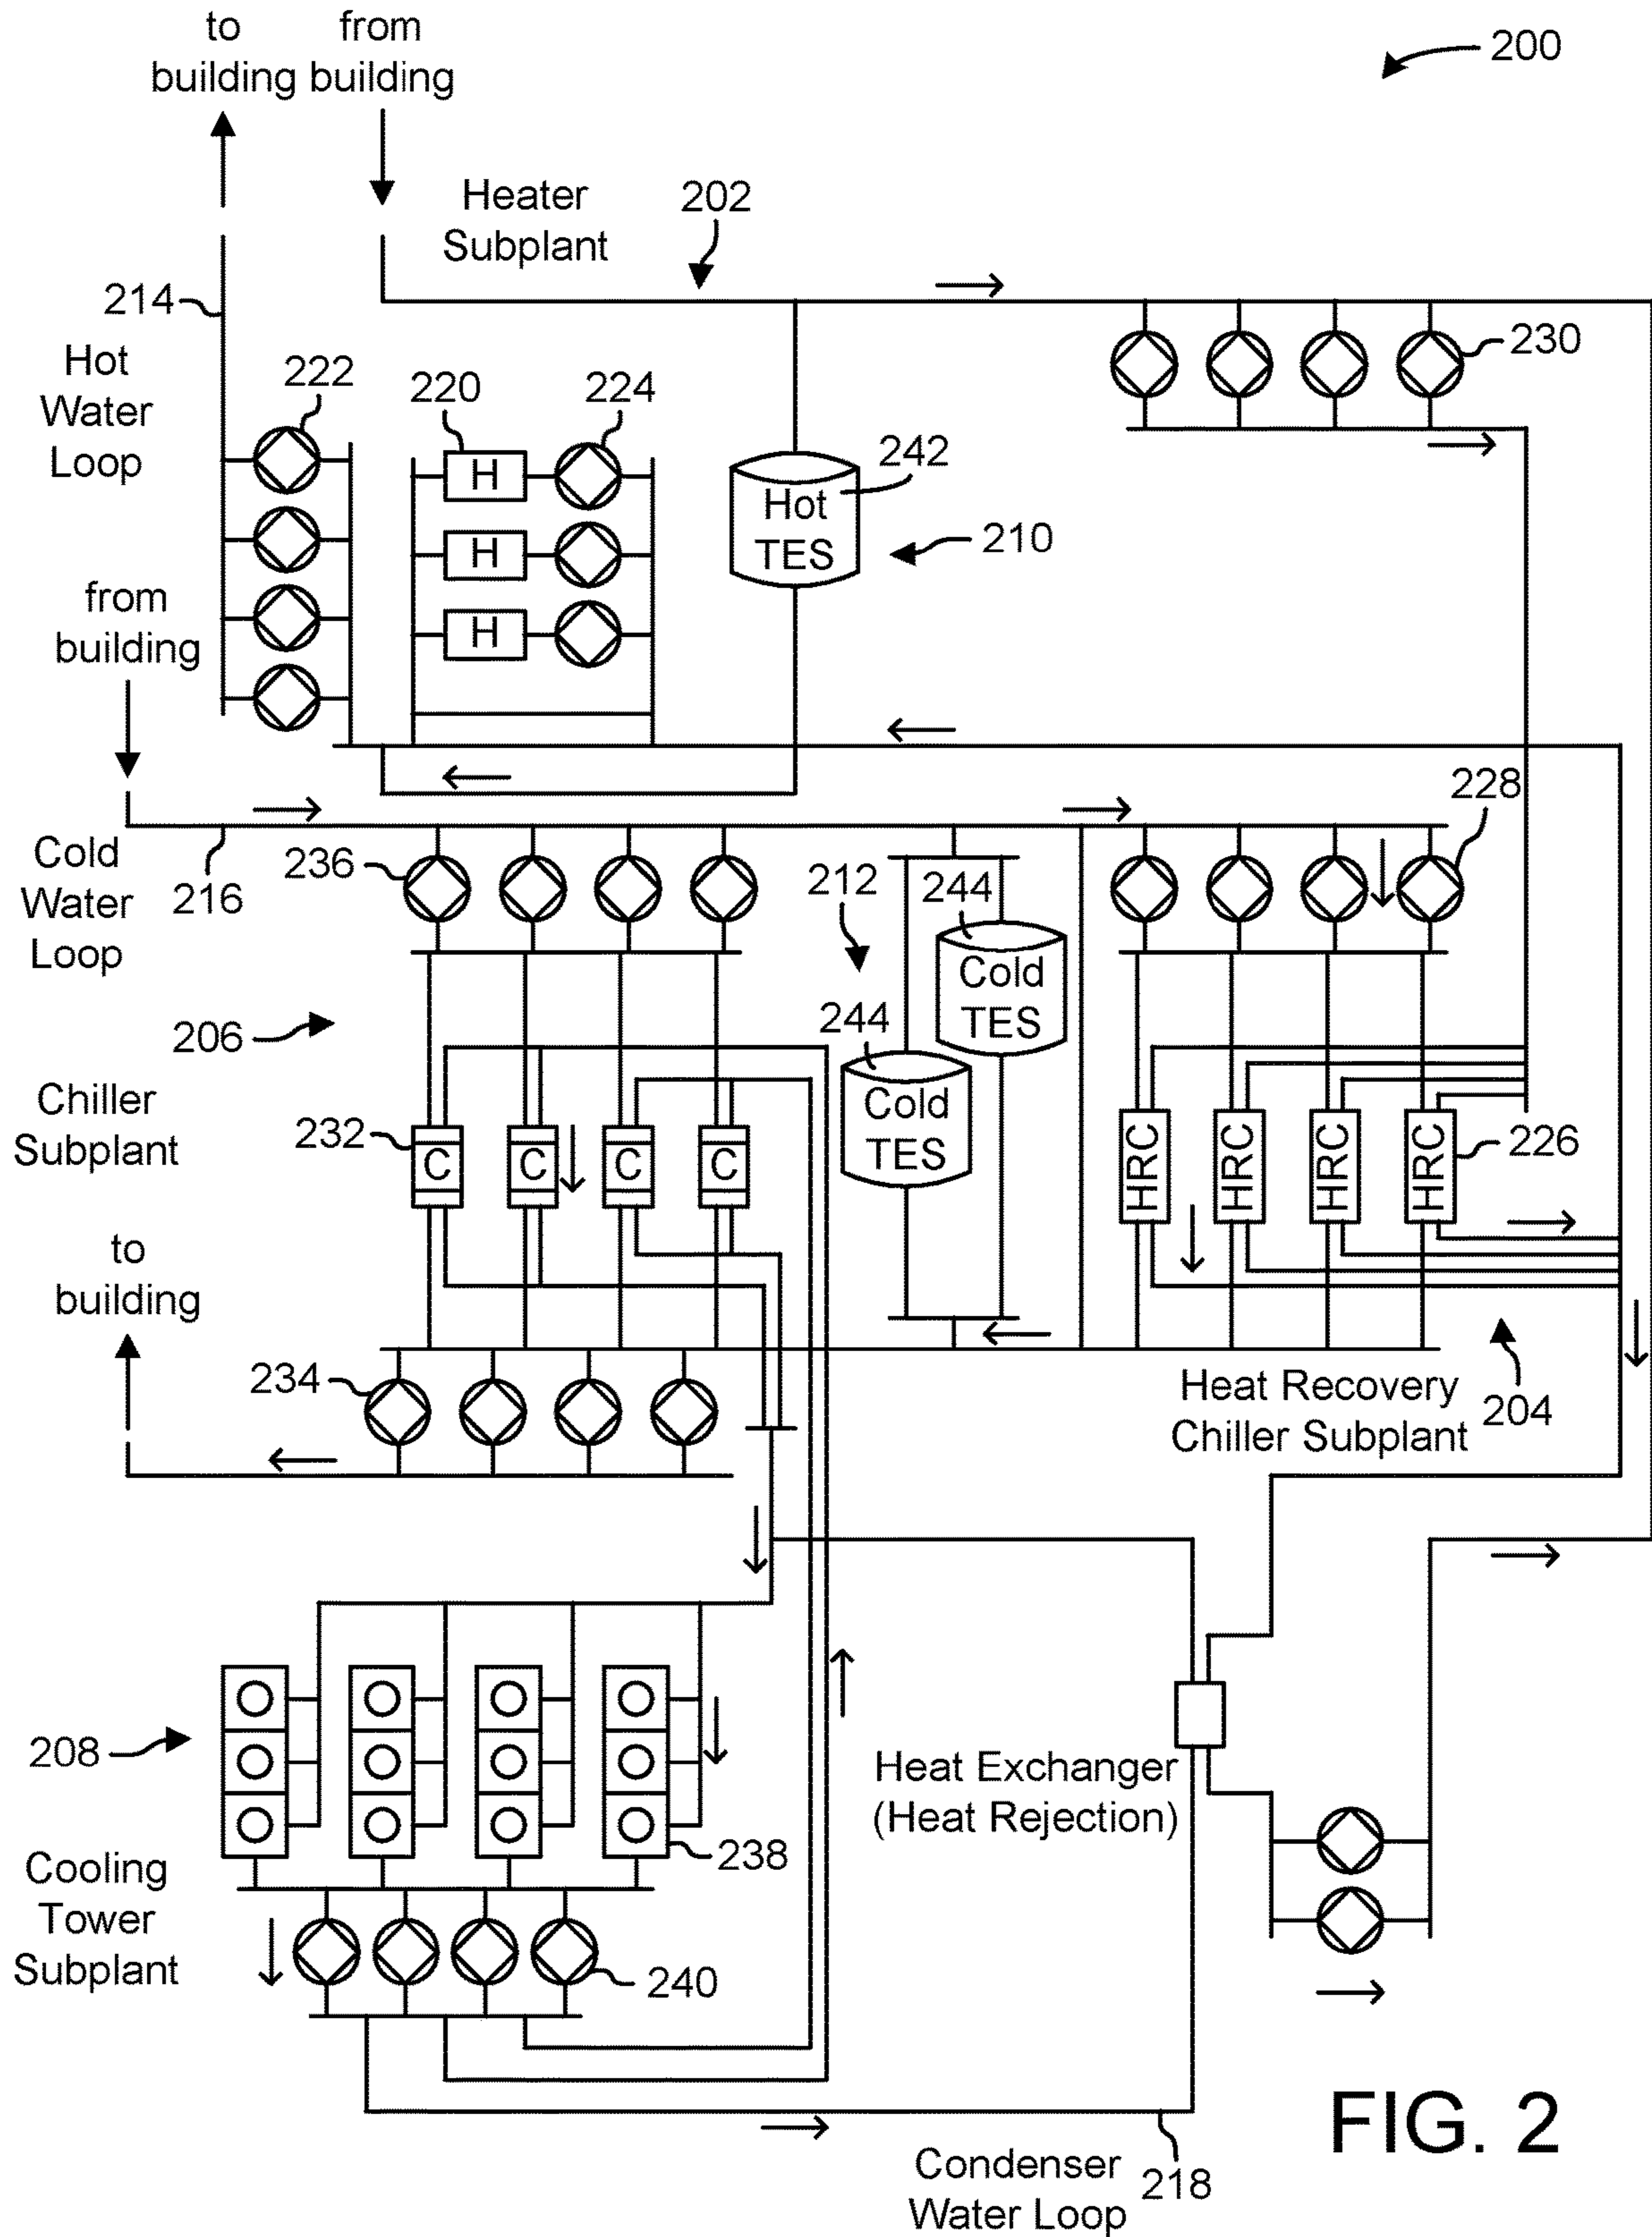 to
building
from
building
200
Heater
Subplant
202
214
Hot
Water
Loop
222
220
224
230
H
H
H
Hot
TES
242
210
from
building
228
Cold
Water
Loop
216
236
212
244
Cold
TES
244
Cold
TES
206
Chiller
Subplant
232
C
C
C
C
HRC
HRC
HRC
HRC
226
to
building
234
Heat Recovery
Chiller Subplant
204
208
Heat Exchanger
(Heat Rejection)
238
Cooling
Tower
Subplant
240
Condenser
Water Loop
218
FIG. 2